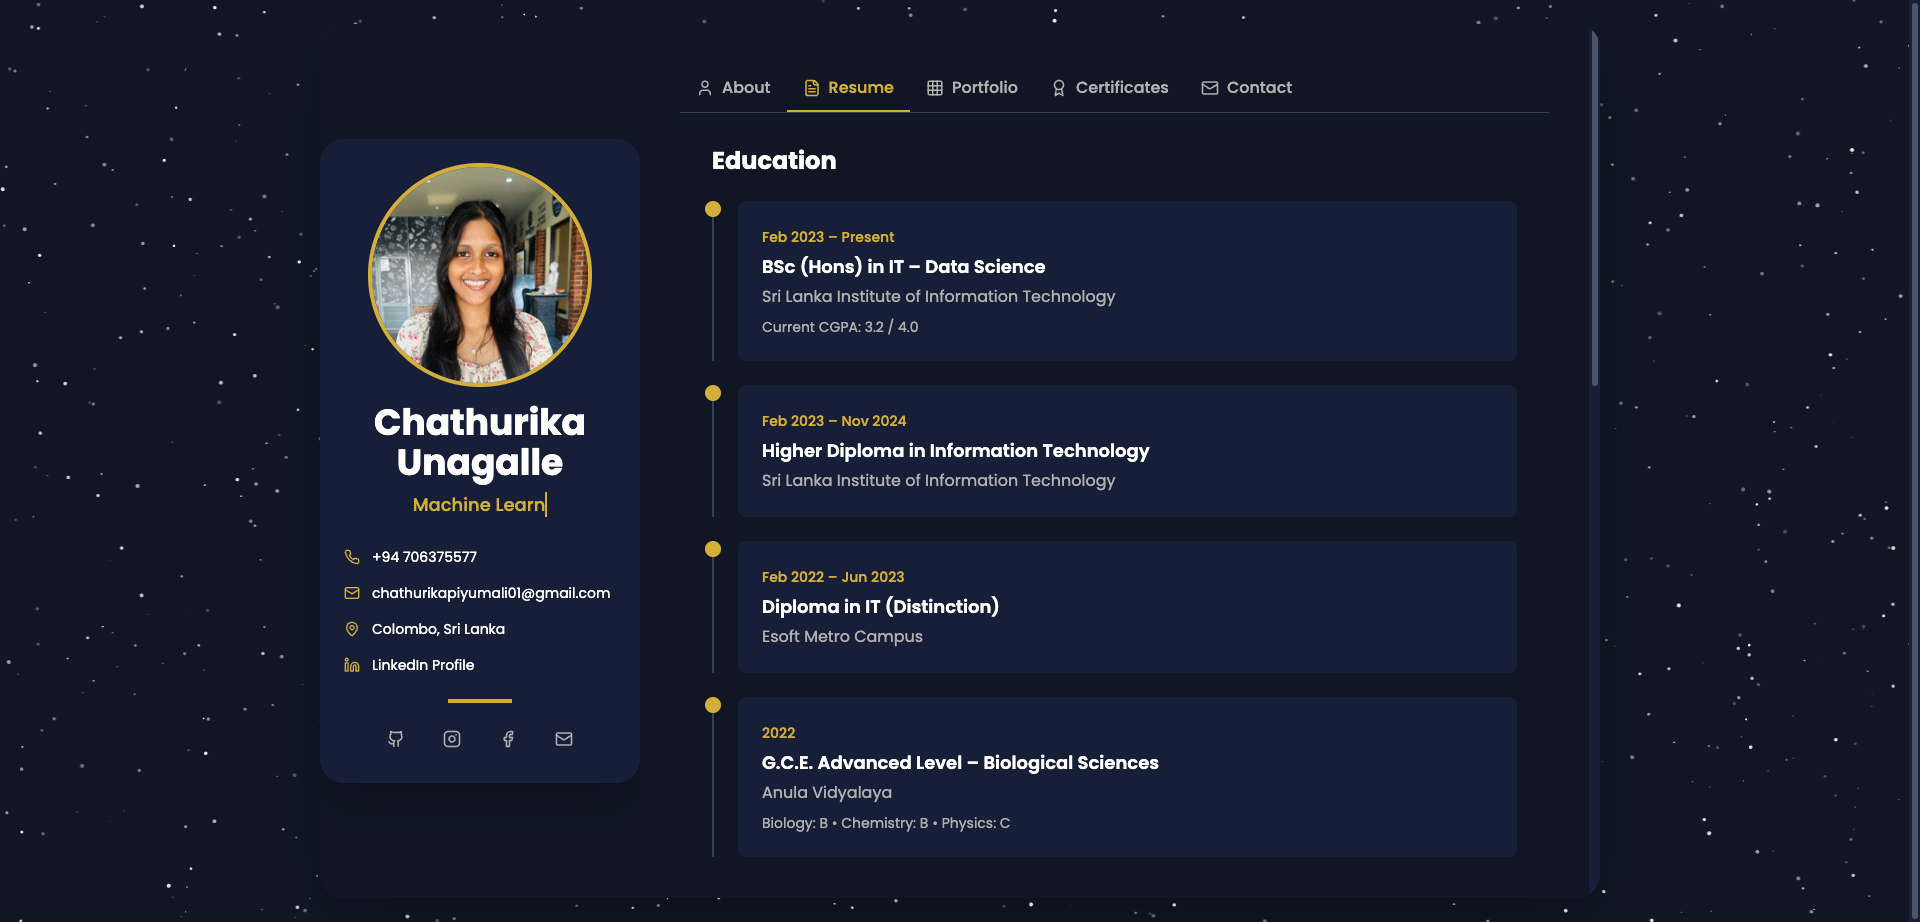 About
Resume
Portfolio
Certificates
Contact
Chathurika
Unagalle
Machine Learn
+94 706375577
chathurikapiyumali01@gmail.com
Colombo, Sri Lanka
LinkedIn Profile
Education
Feb 2023 – Present
BSc (Hons) in IT – Data Science
Sri Lanka Institute of Information Technology
Current CGPA: 3.2 / 4.0
Feb 2023 – Nov 2024
Higher Diploma in Information Technology
Sri Lanka Institute of Information Technology
Feb 2022 – Jun 2023
Diploma in IT (Distinction)
Esoft Metro Campus
2022
G.C.E. Advanced Level – Biological Sciences
Anula Vidyalaya
Biology: B • Chemistry: B • Physics: C